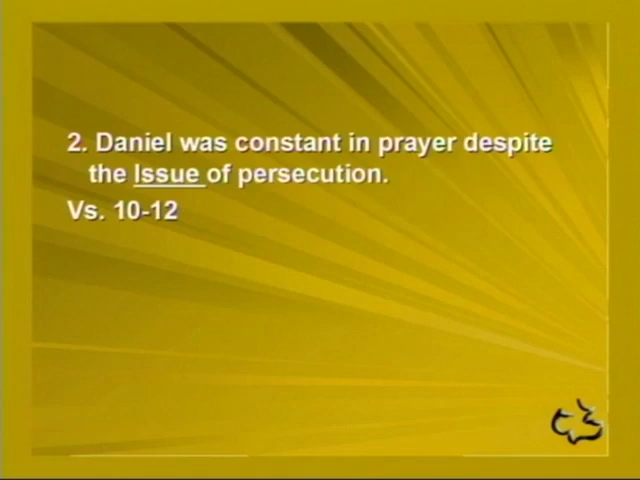 2. Daniel was constant in prayer despite
the Issue of persecution.
Vs. 10-12